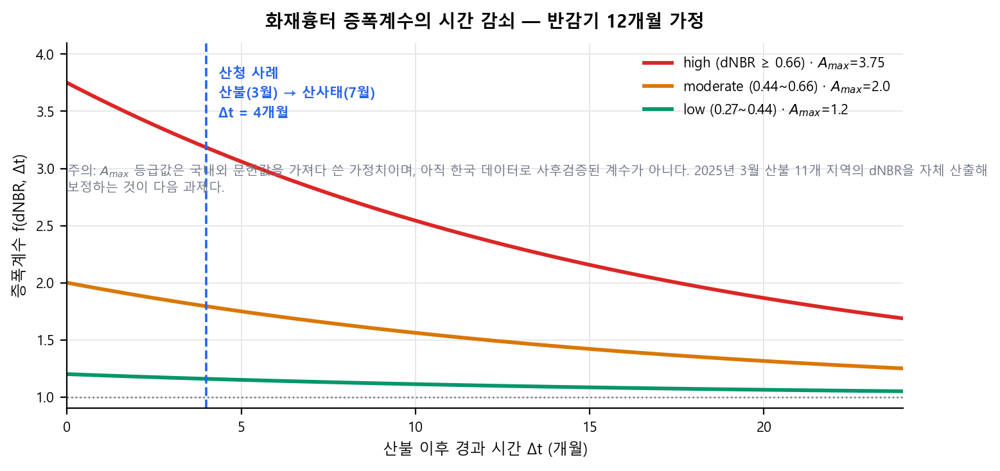 화재흉터 증폭계수의 시간 감쇠 — 반감기 12개월 가정
증폭계수 f(dNBR, Δt)
4.0
3.5
3.0
2.5
2.0
1.5
1.0
산청 사례
산불(3월) → 산사태(7월)
Δt = 4개월
high (dNBR ≥ 0.66) · Amax=3.75
moderate (0.44~0.66) · Amax=2.0
low (0.27~0.44) · Amax=1.2
주의: Amax 등급값은 국내외 문헌값을 가져다 쓴 가정치이며, 아직 한국 데이터로 사후검증된 계수가 아니다. 2025년 3월 산불 11개 지역의 dNBR을 자체 산출해
보정하는 것이 다음 과제다.
0 5 10 15 20
산불 이후 경과 시간 Δt (개월)